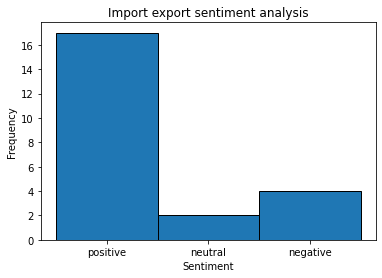 Import export sentiment analysis
Frequency
16
14
12
10
8
6
4
2
0
positive neutral negative
Sentiment